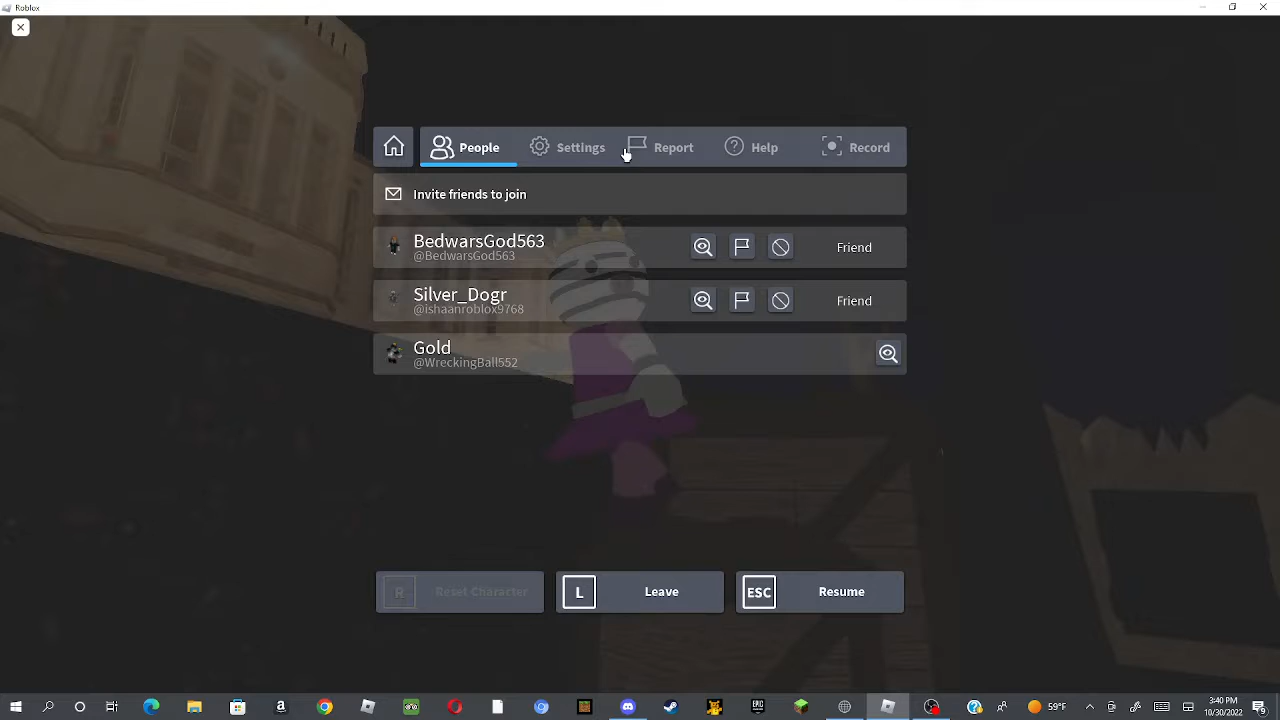 Roblox
People Settings Report Help Record
Invite friends to join
BedwarsGod563
@BedwarsGod563
Friend
Silver_Dogr
@ishaanroblox9768
Friend
Gold
@WreckingBall552
R Reset Character L Leave ESC Resume
59°F
3:40 PM
10/30/2022